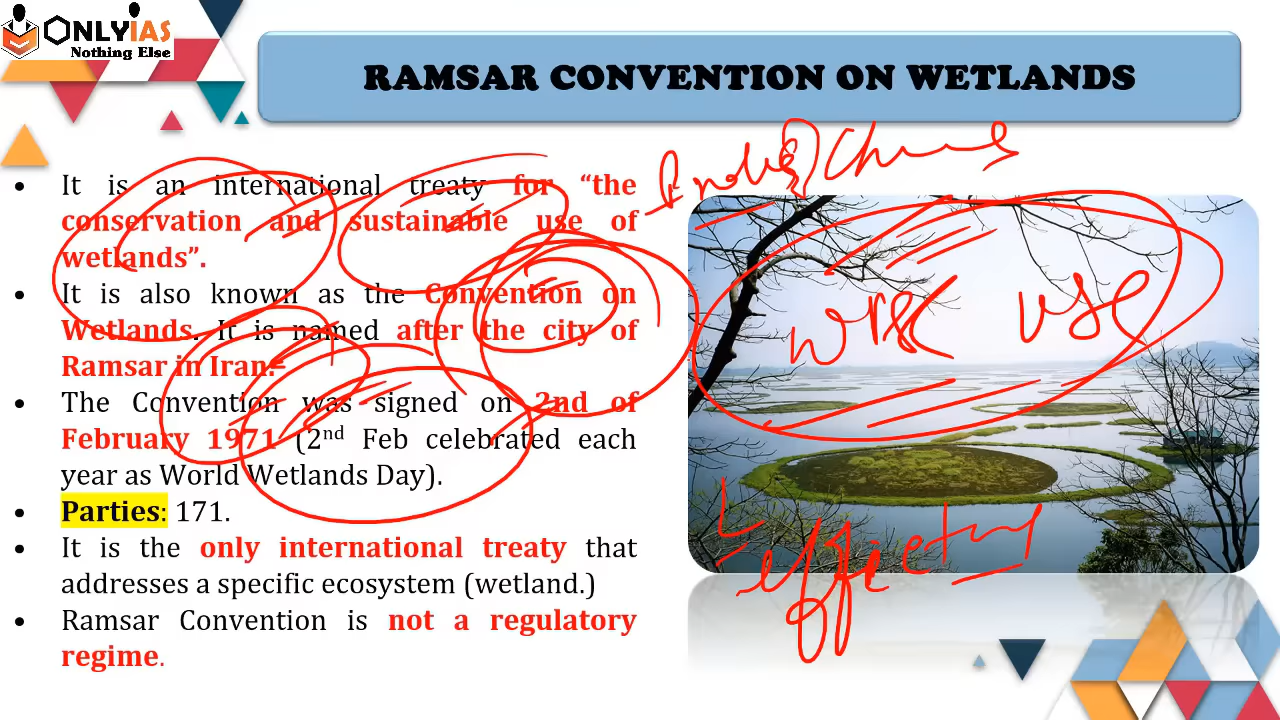 ONLYIAS
Nothing Else
RAMSAR CONVENTION ON WETLANDS
• It is an international treaty for “the
conservation and sustainable use of
wetlands”.
• It is also known as the Convention on
Wetlands. It is named after the city of
Ramsar in Iran.
• The Convention was signed on 2nd of
February 1971 (2nd Feb celebrated each
year as World Wetlands Day).
• Parties: 171.
• It is the only international treaty that
addresses a specific ecosystem (wetland.)
• Ramsar Convention is not a regulatory
regime.
wise use